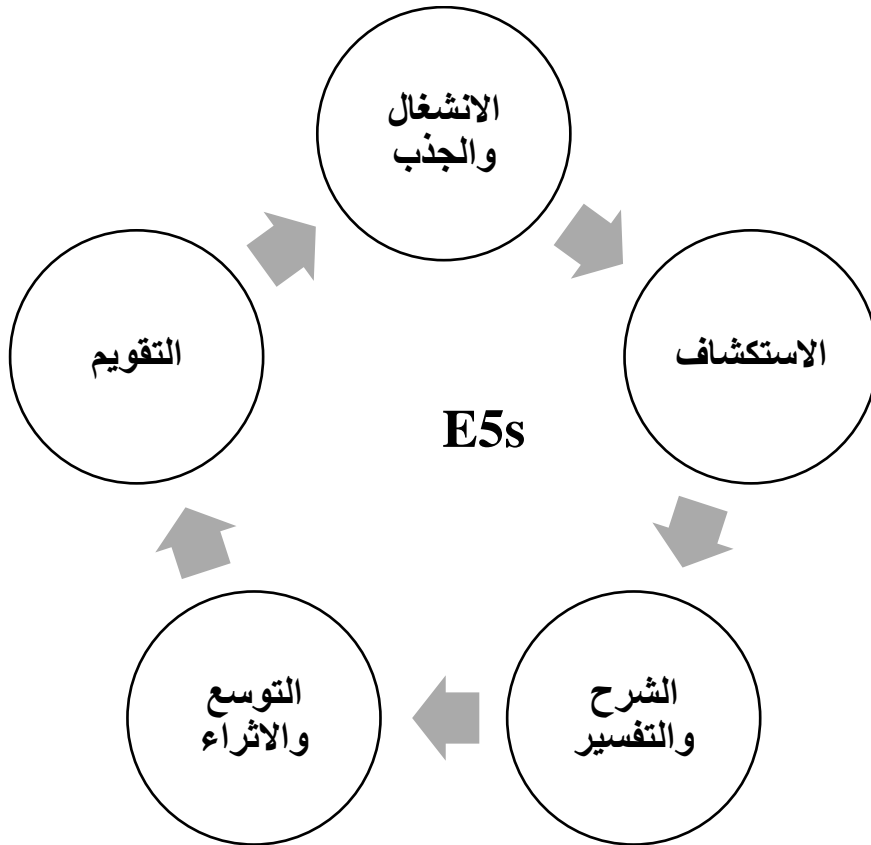 الانشغال
والجذب
الاستكشاف
الشرح
والتفسير
التوسع
والاثراء
التقويم
E5s